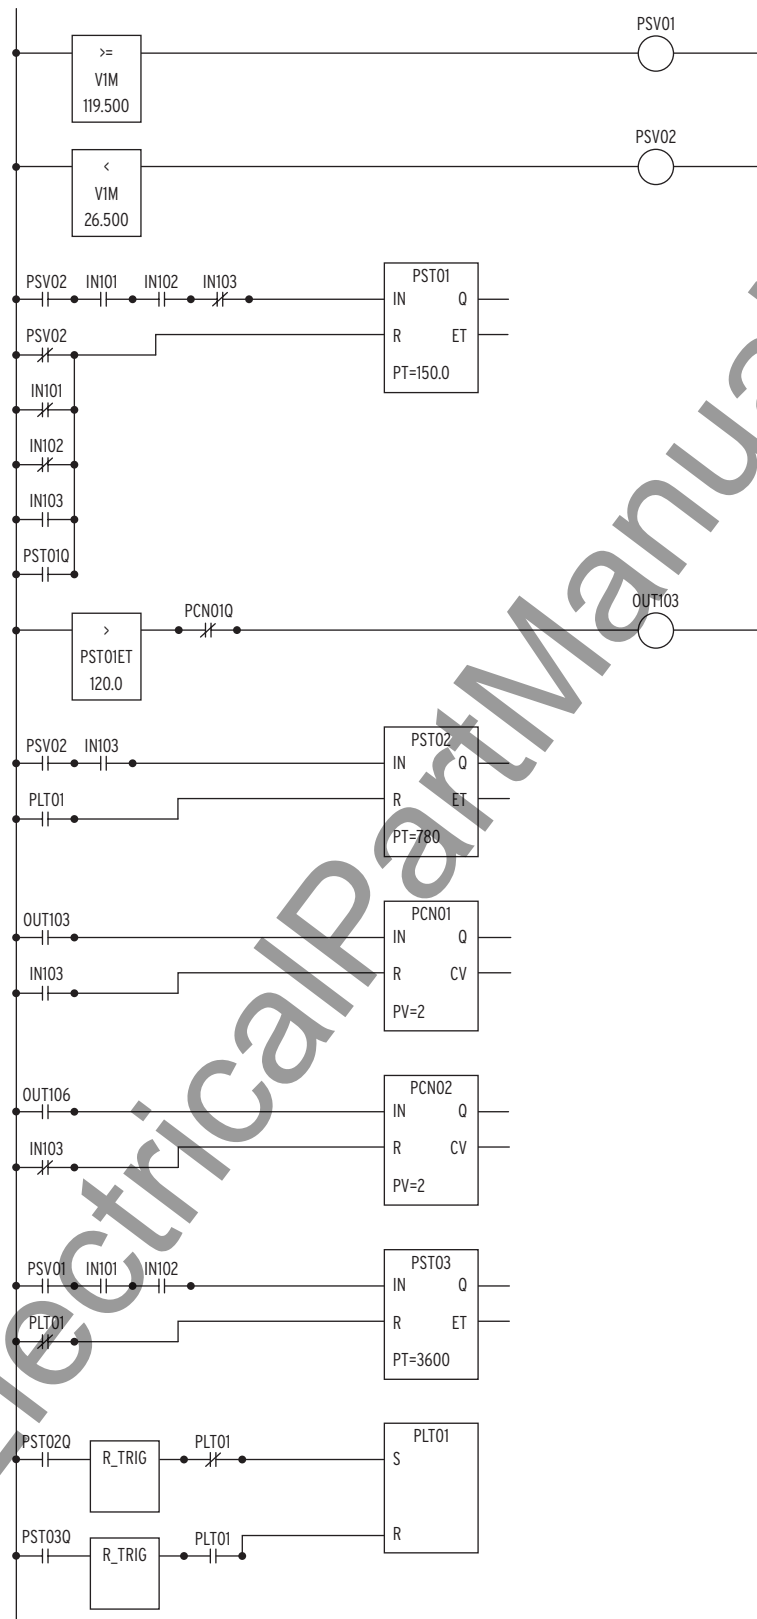 PSV01
>=
V1M
119.500
PSV02
<
V1M
26.500
PSV02 IN101 IN102 IN103
PST01
IN Q
R ET
PT=150.0
PSV02
IN101
IN102
IN103
PST01Q
>
PST01ET
120.0
PCN01Q
OUT103
PSV02 IN103
PST02
IN Q
R ET
PT=780
PLT01
OUT103
PCN01
IN Q
R CV
PV=2
IN103
OUT106
PCN02
IN Q
R CV
PV=2
IN103
PSV01 IN101 IN102
PST03
IN Q
R ET
PT=3600
PLT01
PST02Q
R_TRIG
PLT01
PLT01
S
R
PST03Q
R_TRIG
PLT01
ElectricalPartManua